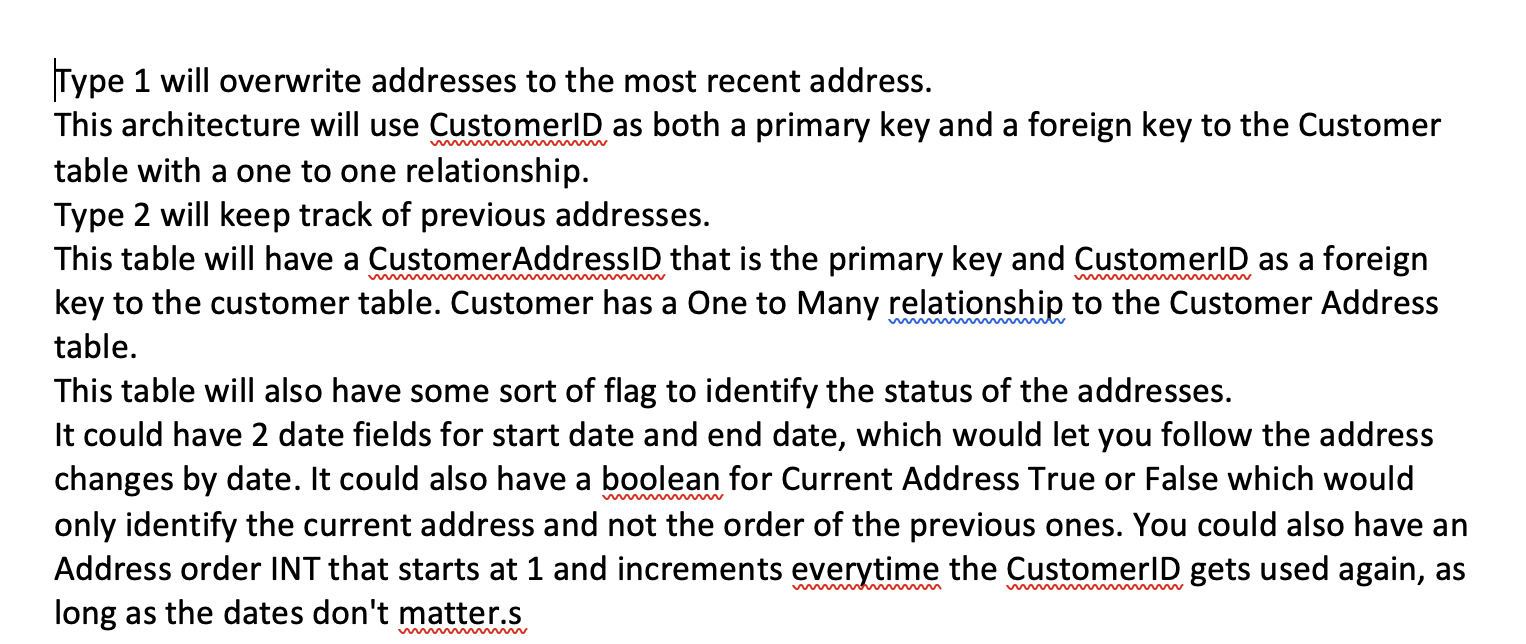 Type 1 will overwrite addresses to the most recent address.
This architecture will use CustomerID as both a primary key and a foreign key to the Customer
table with a one to one relationship.
Type 2 will keep track of previous addresses.
This table will have a CustomerAddressID that is the primary key and CustomerID as a foreign
key to the customer table. Customer has a One to Many relationship to the Customer Address
table.
This table will also have some sort of flag to identify the status of the addresses.
It could have 2 date fields for start date and end date, which would let you follow the address
changes by date. It could also have a boolean for Current Address True or False which would
only identify the current address and not the order of the previous ones. You could also have an
Address order INT that starts at 1 and increments everytime the CustomerID gets used again, as
long as the dates don't matter.s